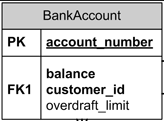 BankAccount
PK account_number
balance
FK1 customer_id
overdraft_limit